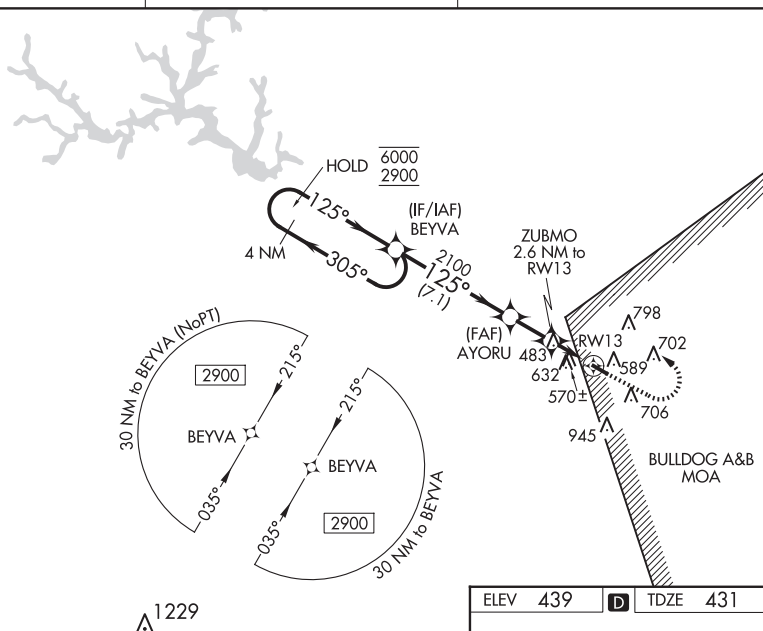 HOLD 6000
2900
125°
(IF/IAF)
BEYVA
4 NM
305°
2100
125°
(7.1)
ZUBMO
2.6 NM to
RW13
(FAF)
AYORU
483
RW13
798
702
589
632
570±
706
945
BULLDOG A&B
MOA
30 NM to BEYVA (NoPT)
2900
215°
BEYVA
035°
215°
BEYVA
035°
2900
30 NM to BEYVA
1229
ELEV 439 D TDZE 431